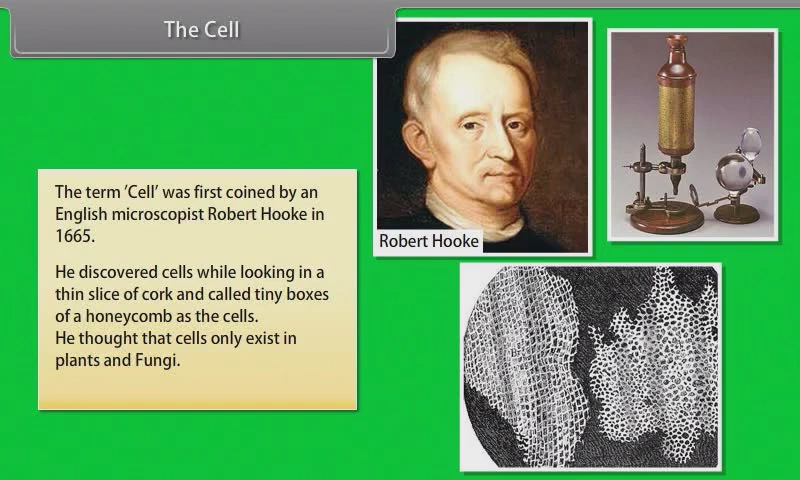 The Cell
The term 'Cell' was first coined by an
English microscopist Robert Hooke in
1665.
He discovered cells while looking in a
thin slice of cork and called tiny boxes
of a honeycomb as the cells.
He thought that cells only exist in
plants and Fungi.
Robert Hooke